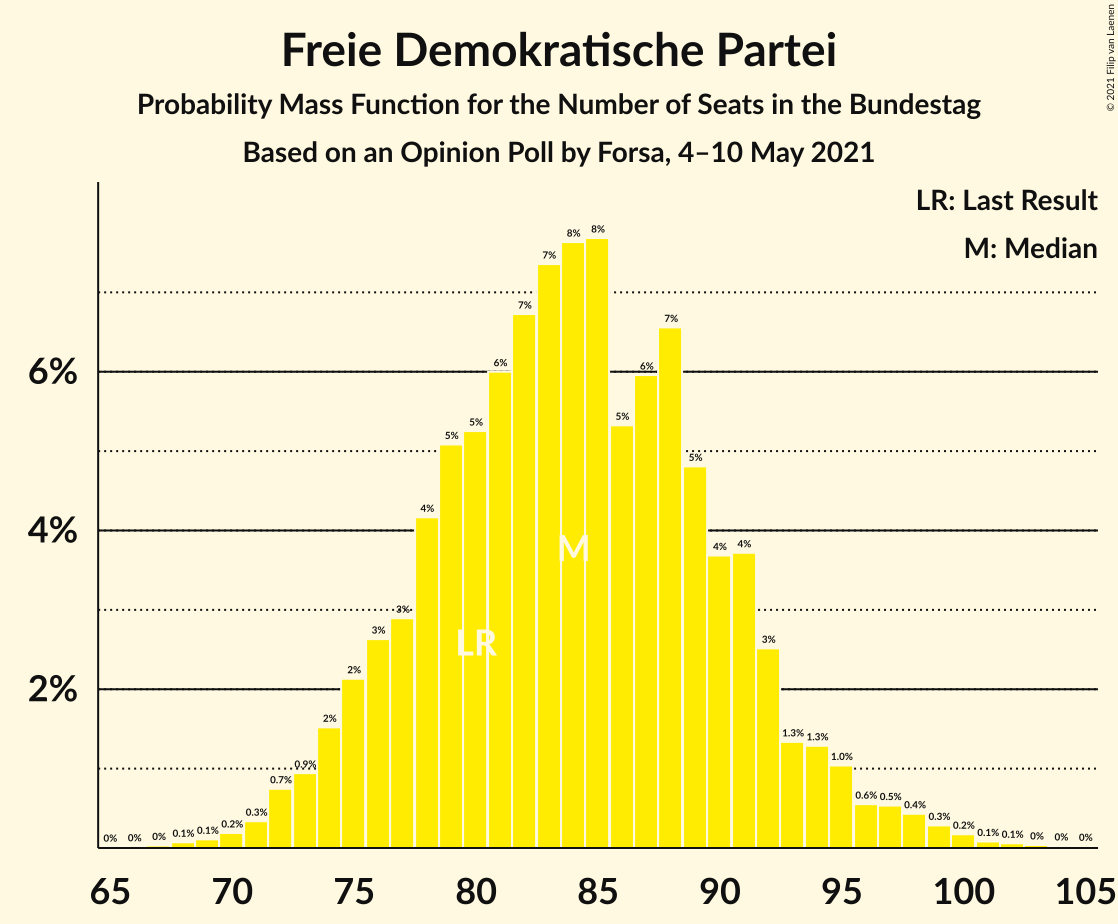 Freie Demokratische Partei
Probability Mass Function for the Number of Seats in the Bundestag
Based on an Opinion Poll by Forsa, 4–10 May 2021
© 2021 Filip van Laenen
LR: Last Result
M: Median
6%
4%
2%
0% 0% 0% 0.1% 0.1% 0.2% 0.3% 0.7% 0.9% 2% 2% 3% 3% 4% 5% 5% 6% 7% 7% 8% 8% 5% 6% 7% 5% 4% 4% 3% 1.3% 1.3% 1.0% 0.6% 0.5% 0.4% 0.3% 0.2% 0.1% 0.1% 0% 0% 0%
M
LR
65 70 75 80 85 90 95 100 105